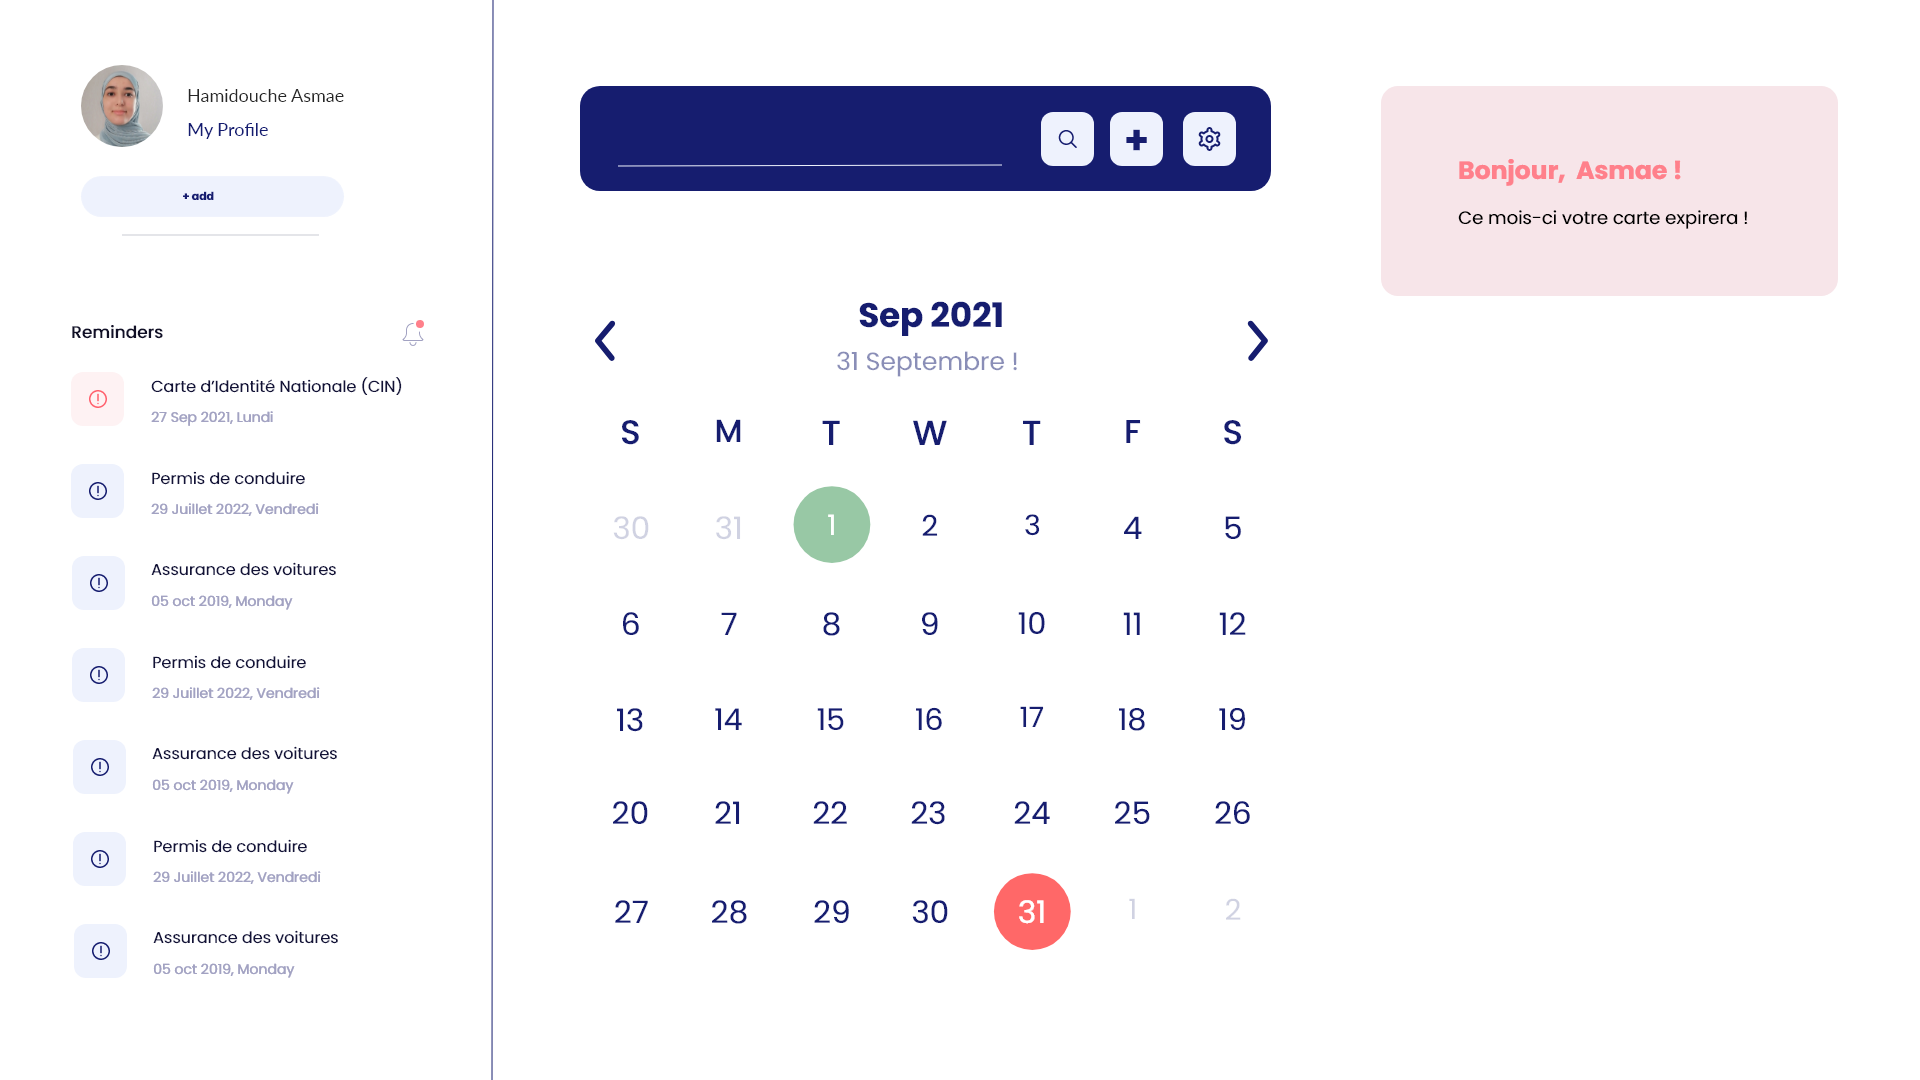 Hamidouche Asmae
My Profile
+ add
Reminders
Carte d’Identité Nationale (CIN)
27 Sep 2021, Lundi
Permis de conduire
29 Juillet 2022, Vendredi
Assurance des voitures
05 oct 2019, Monday
Permis de conduire
29 Juillet 2022, Vendredi
Assurance des voitures
05 oct 2019, Monday
Permis de conduire
29 Juillet 2022, Vendredi
Assurance des voitures
05 oct 2019, Monday
Sep 2021
31 Septembre !
S M T W T F S
30 31 1 2 3 4 5
6 7 8 9 10 11 12
13 14 15 16 17 18 19
20 21 22 23 24 25 26
27 28 29 30 31 1 2
Bonjour, Asmae !
Ce mois-ci votre carte expirera !